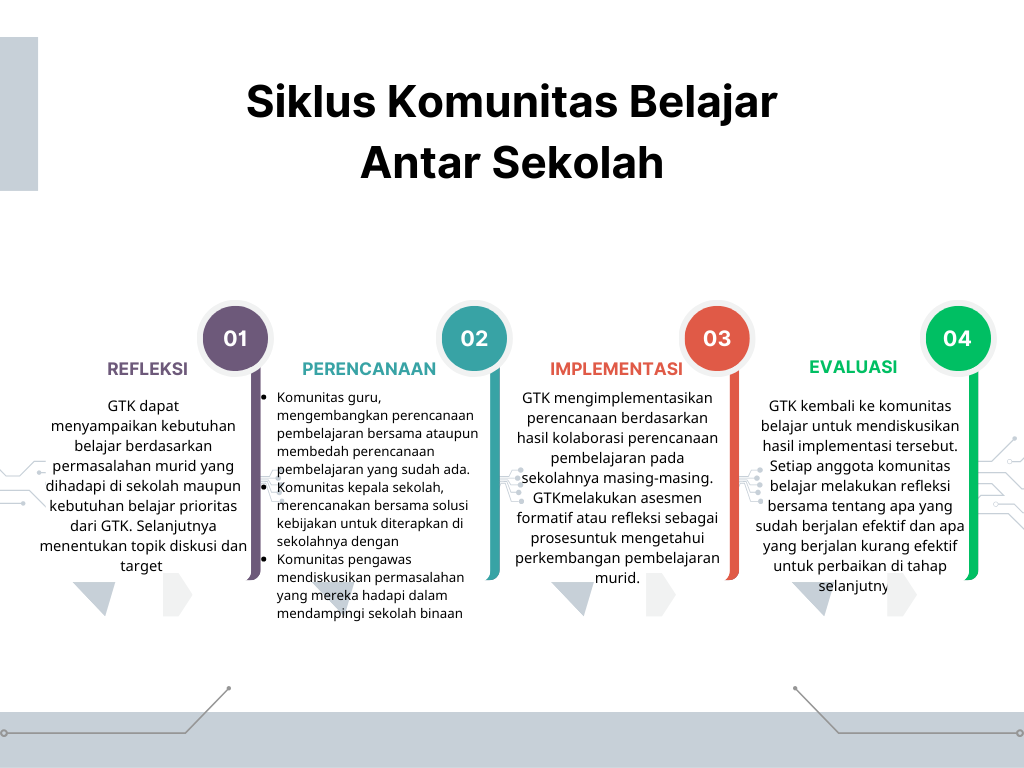 Siklus Komunitas Belajar
Antar Sekolah
01
REFLEKSI
GTK dapat
menyampaikan kebutuhan
belajar berdasarkan
permasalahan murid yang
dihadapi di sekolah maupun
kebutuhan belajar prioritas
dari GTK. Selanjutnya
menentukan topik diskusi dan
target
02
PERENCANAAN
• Komunitas guru,
mengembangkan perencanaan
pembelajaran bersama ataupun
membedah perencanaan
pembelajaran yang sudah ada.
• Komunitas kepala sekolah,
merencanakan bersama solusi
kebijakan untuk diterapkan di
sekolahnya dengan
• Komunitas pengawas
mendiskusikan permasalahan
yang mereka hadapi dalam
mendampingi sekolah binaan
03
IMPLEMENTASI
GTK mengimplementasikan
perencanaan berdasarkan
hasil kolaborasi perencanaan
pembelajaran pada
sekolahnya masing-masing.
GTKmelakukan asesmen
formatif atau refleksi sebagai
prosesuntuk mengetahui
perkembangan pembelajaran
murid.
04
EVALUASI
GTK kembali ke komunitas
belajar untuk mendiskusikan
hasil implementasi tersebut.
Setiap anggota komunitas
belajar melakukan refleksi
bersama tentang apa yang
sudah berjalan efektif dan apa
yang berjalan kurang efektif
untuk perbaikan di tahap
selanjutny